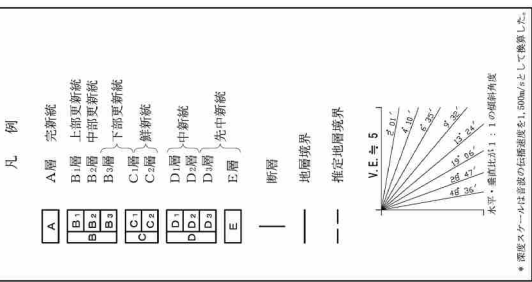 凡 例
A A層 完新統
B B1 B1層 上部更新統
B2 B2層 中部更新統
B3 B3層 下部更新統
C C1 C1層 鮮新統
C2 C2層
D D1 D1層 中新統
D2 D2層
D3 D3層 先中新統
E E層
断層
地層境界
推定地層境界
V.E.≒5
2°01′
4°10′
6°35′
9°32′
13°24′
19°06′
28°47′
48°36′
水平・垂直比が1:1の傾斜角度
* 深度スケールは音波の伝播速度を1,500m/sとして換算した。